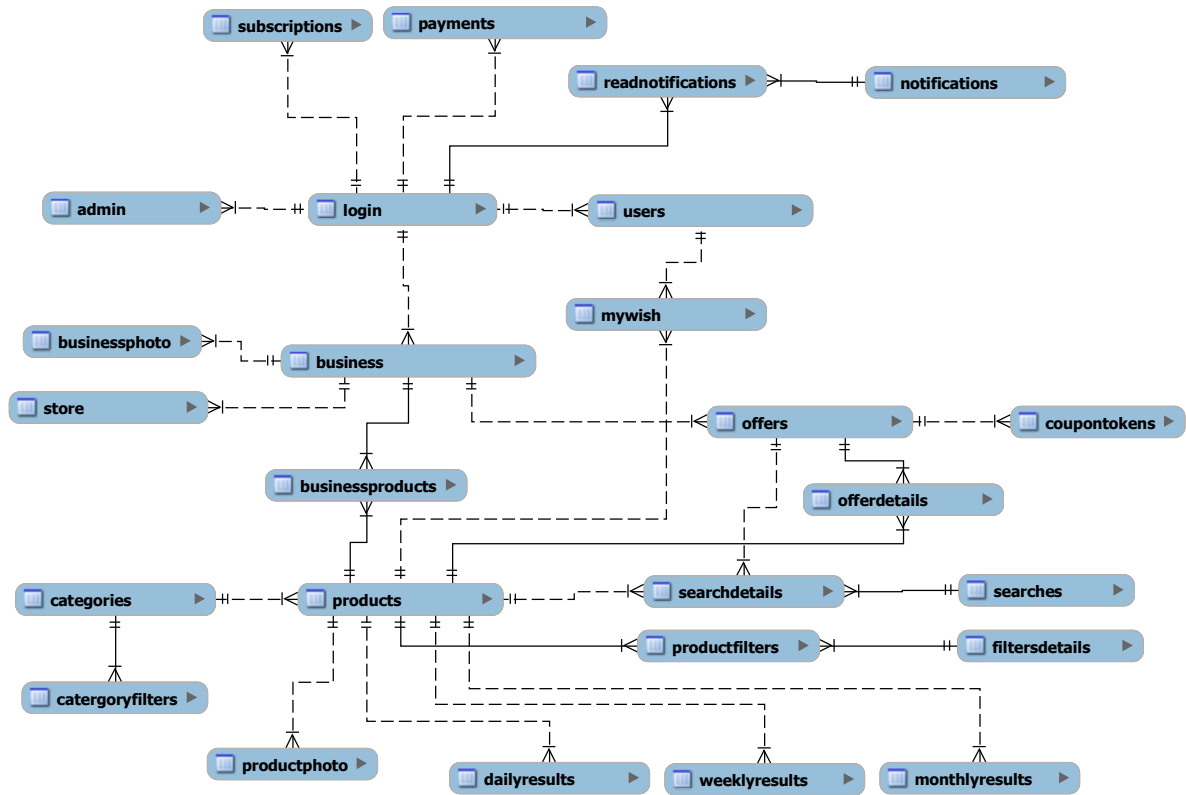 subscriptions
payments
readnotifications
notifications
admin
login
users
mywish
businessphoto
business
store
offers
coupontokens
businessproducts
offerdetails
categories
products
searchdetails
searches
productfilters
filtersdetails
catergoryfilters
productphoto
dailyresults
weeklyresults
monthlyresults